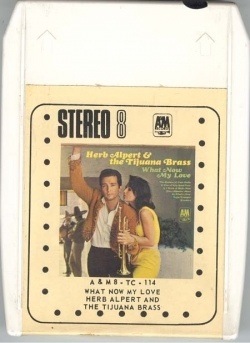 STEREO 8
A&M
Herb Alpert &
the Tijuana Brass
What Now
My Love
A & M 8 - TC - 114
WHAT NOW MY LOVE
HERB ALPERT AND
THE TIJUANA BRASS